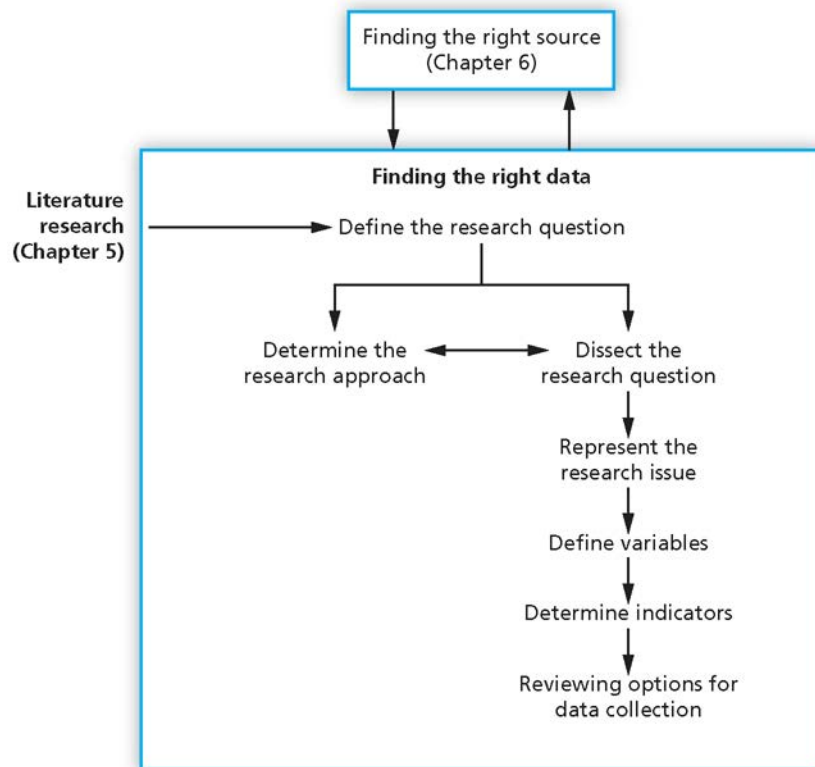 Finding the right source
(Chapter 6)
Finding the right data
Literature
research
(Chapter 5)
Define the research question
Determine the
research approach
Dissect the
research question
Represent the
research issue
Define variables
Determine indicators
Reviewing options for
data collection